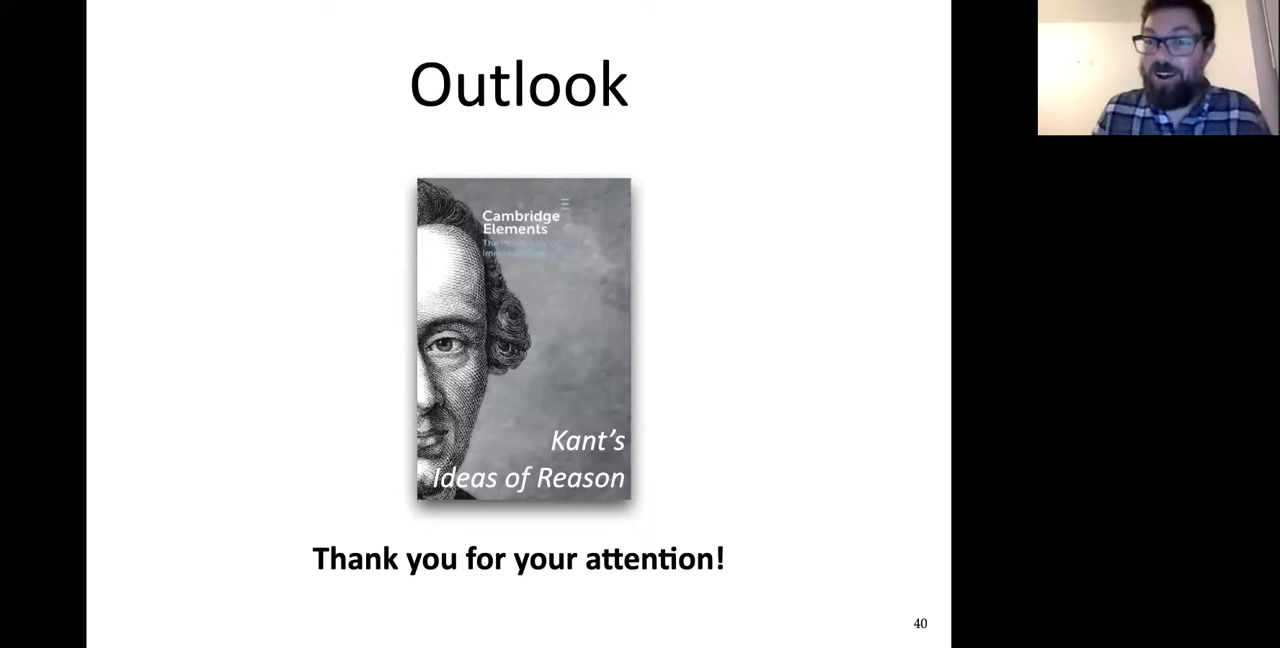 Outlook
Cambridge
Elements
Kant's
Ideas of Reason
Thank you for your attention!
40